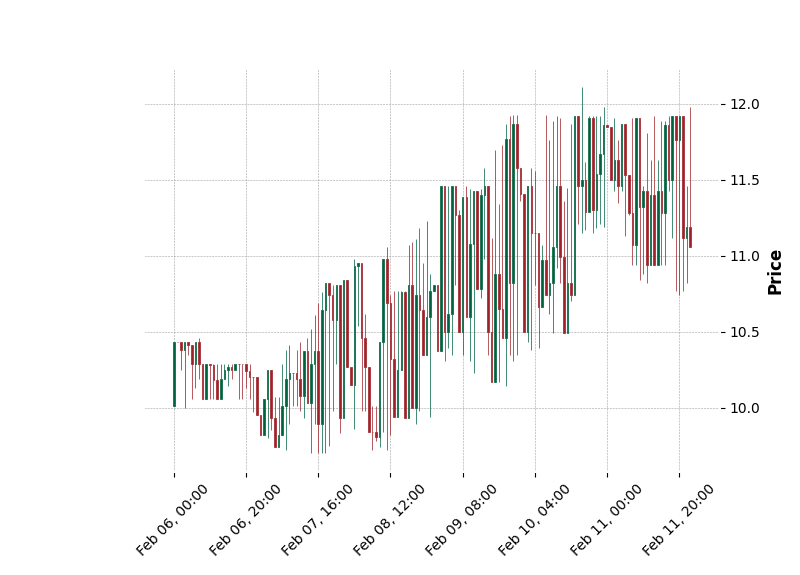 12.0
11.5
11.0
10.5
10.0
Price
Feb 06, 00:00
Feb 06, 20:00
Feb 07, 16:00
Feb 08, 12:00
Feb 09, 08:00
Feb 10, 04:00
Feb 11, 00:00
Feb 11, 20:00